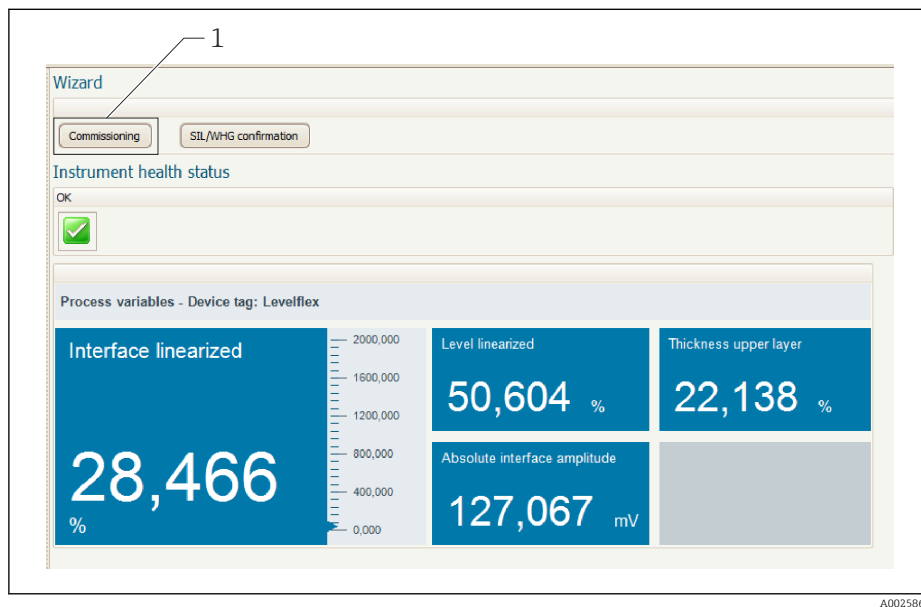 1
Wizard
Commissioning
SIL/WHG confirmation
Instrument health status
OK
Process variables - Device tag: Levelflex
Interface linearized
28,466
%
2000,000
1600,000
1200,000
800,000
400,000
0,000
Level linearized
50,604 %
Thickness upper layer
22,138 %
Absolute interface amplitude
127,067 mV